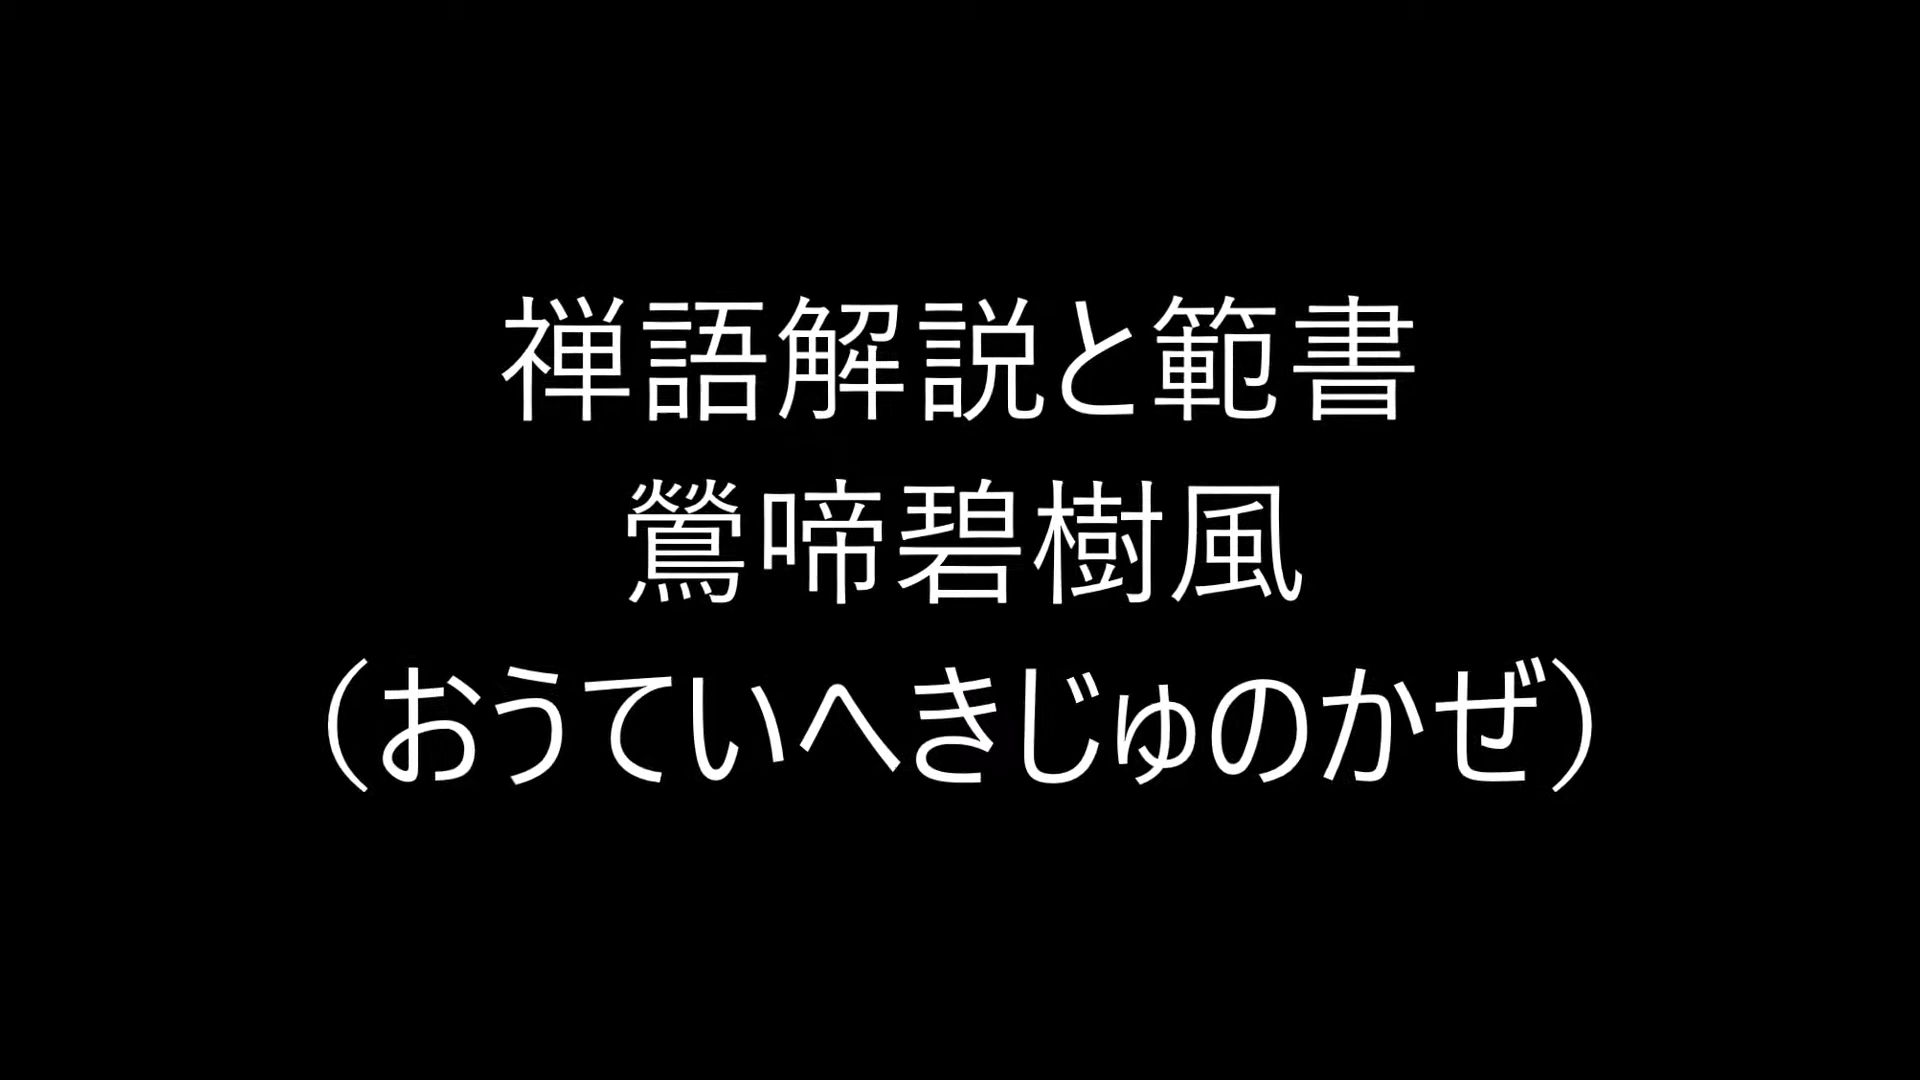 禅語解説と範書
鶯啼碧樹風
（おうていへきじゅのかぜ）